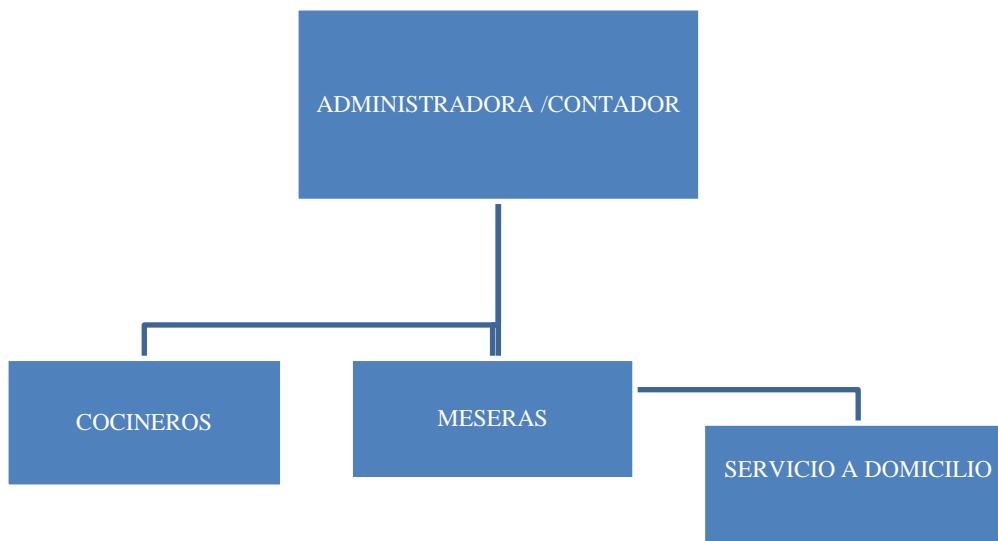 ADMINISTRADORA /CONTADOR
COCINEROS
MESERAS
SERVICIO A DOMICILIO